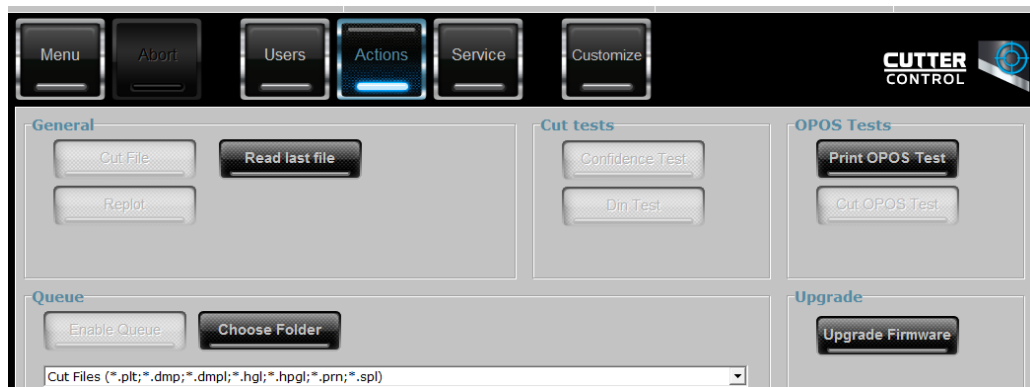 Menu
Abort
Users
Actions
Service
Customize
CUTTER
CONTROL
General
Cut File
Read last file
Replot
Cut tests
Confidence Test
Din Test
OPOS Tests
Print OPOS Test
Cut OPOS Test
Queue
Enable Queue
Choose Folder
Cut Files (*.plt;*.dmp;*.dmpl;*.hgl;*.hpgl;*.prn;*.spl)
Upgrade
Upgrade Firmware